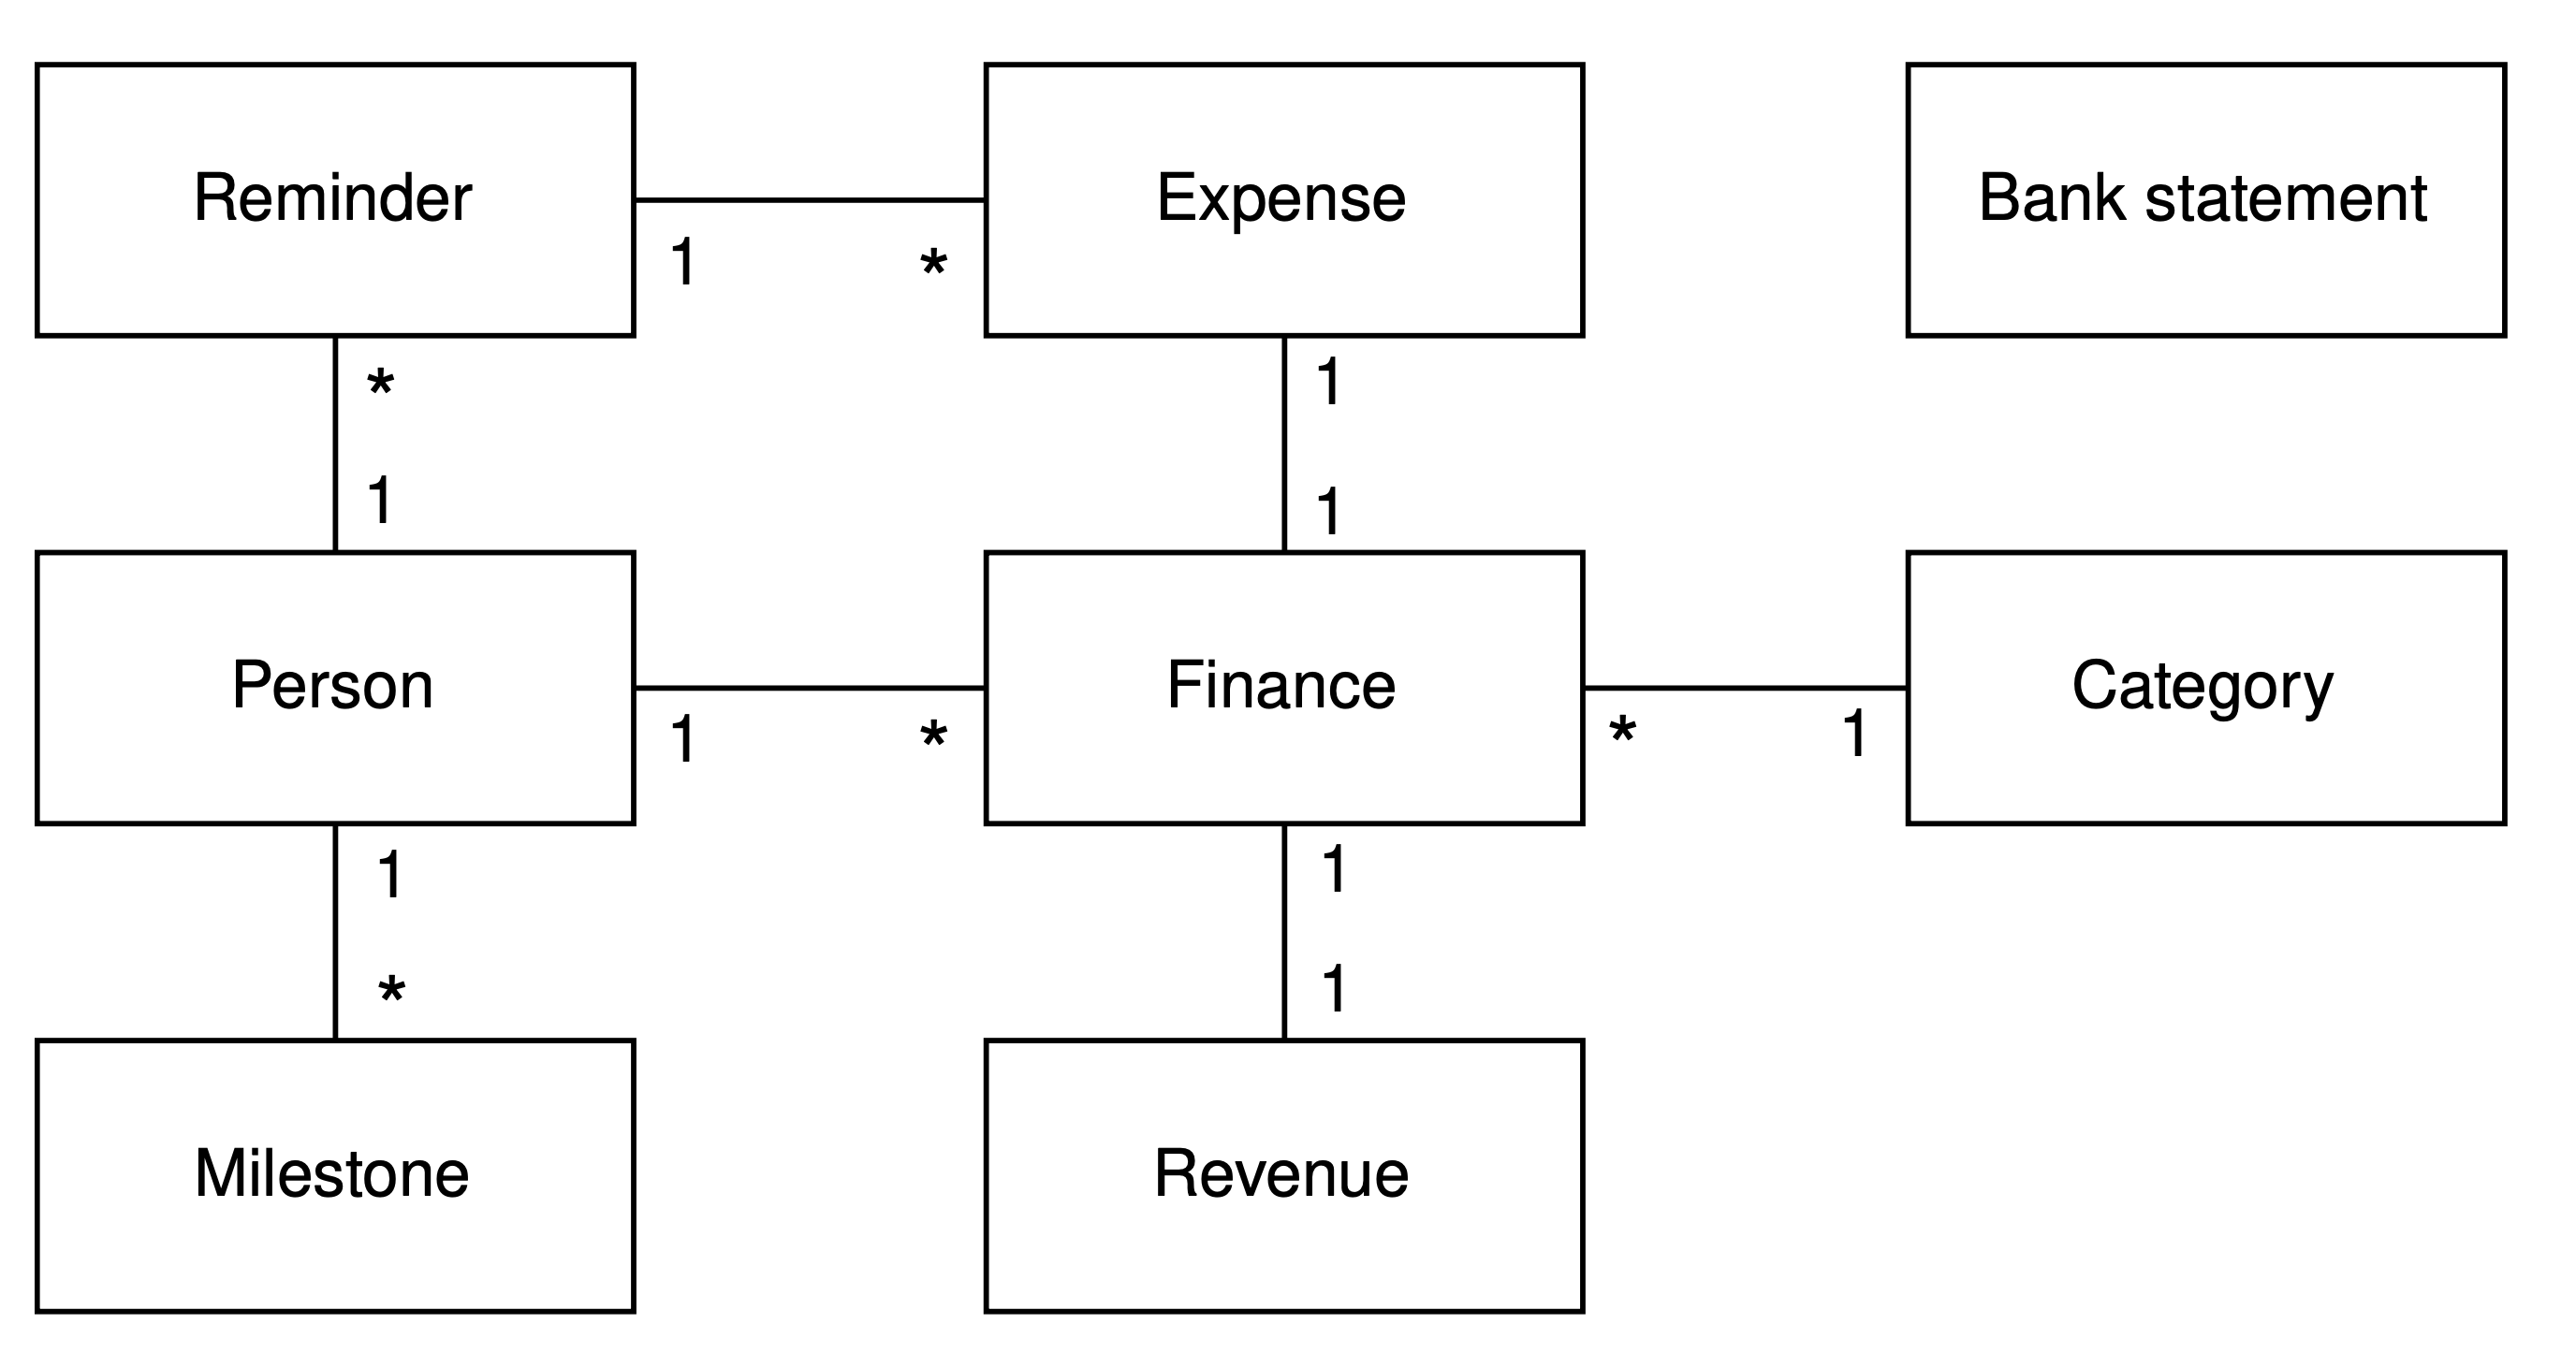 Reminder
Expense
Bank statement
1
*
*
1
1
1
Person
Finance
Category
1
*
*
1
1
*
1
1
Milestone
Revenue